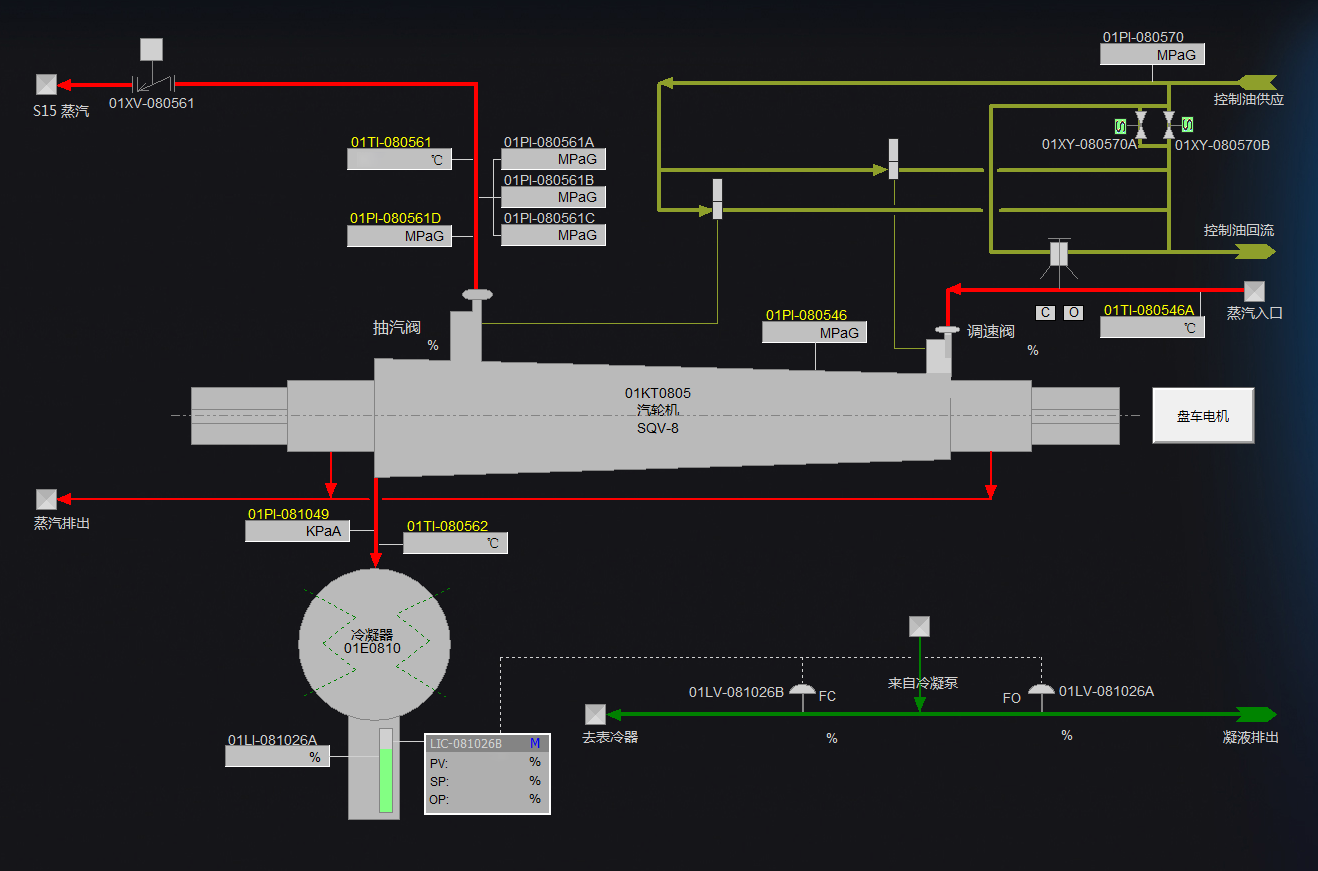 01PI-080570
MPaG
控制油供应
01XV-080561
S15 蒸汽
01TI-080561
℃
01PI-080561A
MPaG
01PI-080561B
MPaG
01PI-080561D
MPaG
01PI-080561C
MPaG
S
S
01XY-080570A
01XY-080570B
控制油回流
C
O
01TI-080546A
℃
蒸汽入口
抽汽阀
%
01PI-080546
MPaG
调速阀
%
01KT0805
汽轮机
SQV-8
盘车电机
蒸汽排出
01PI-081049
KPaA
01TI-080562
℃
冷凝器
01E0810
来自冷凝泵
01LV-081026B
FC
FO
01LV-081026A
去表冷器
%
%
凝液排出
01LI-081026A
%
LIC-081026B
M
PV:
%
SP:
%
OP:
%